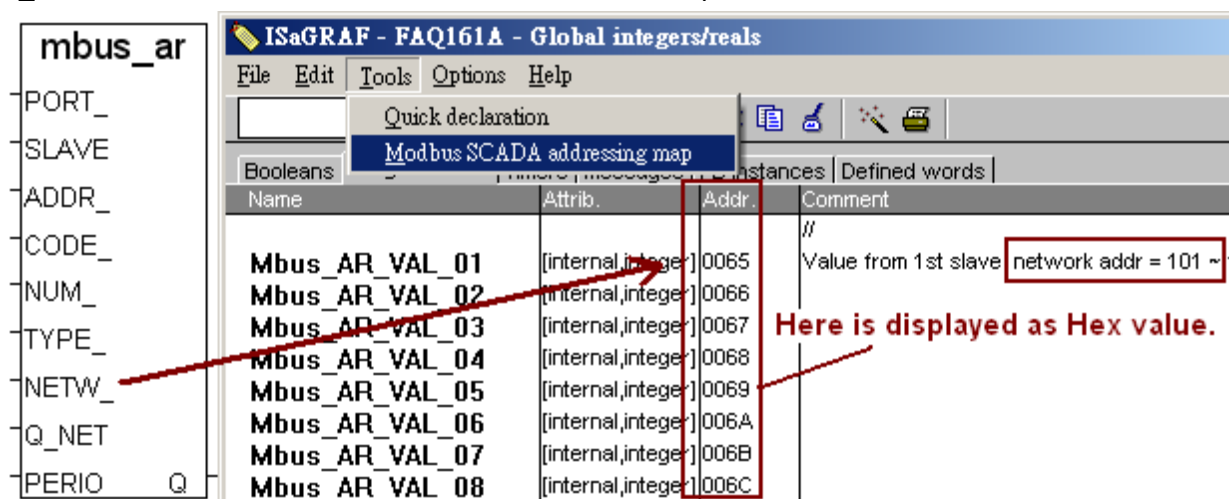 mbus_ar
PORT_
SLAVE
ADDR_
CODE_
NUM_
TYPE_
NETW_
Q_NET
PERIO Q
ISaGRAF - FAQ161A - Global integers/reals
File Edit Tools Options Help
Quick declaration
Modbus SCADA addressing map
Booleans Defined words
Name Attrib. Addr. Comment
//
Mbus_AR_VAL_01 [internal,integer] 0065 Value from 1st slave network addr = 101 ~
Mbus_AR_VAL_02 [internal,integer] 0066
Mbus_AR_VAL_03 [internal,integer] 0067
Mbus_AR_VAL_04 [internal,integer] 0068
Mbus_AR_VAL_05 [internal,integer] 0069
Mbus_AR_VAL_06 [internal,integer] 006A
Mbus_AR_VAL_07 [internal,integer] 006B
Mbus_AR_VAL_08 [internal,integer] 006C
Here is displayed as Hex value.